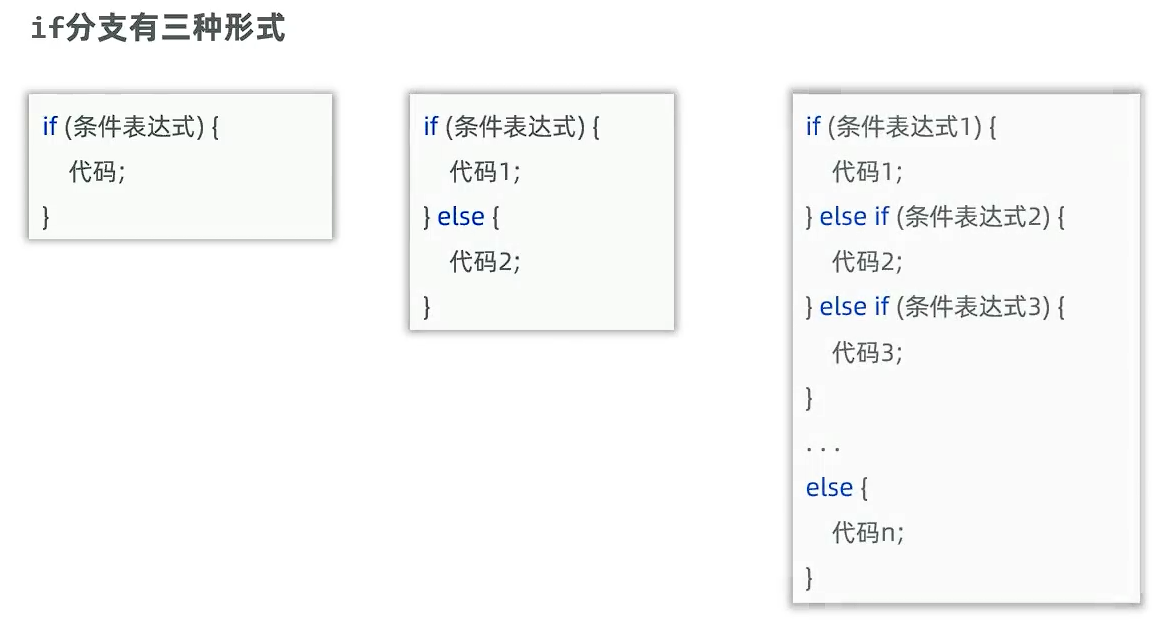 if分支有三种形式
if (条件表达式) {
代码;
}
if (条件表达式) {
代码1;
} else {
代码2;
}
if (条件表达式1) {
代码1;
} else if (条件表达式2) {
代码2;
} else if (条件表达式3) {
代码3;
}
. . .
else {
代码n;
}